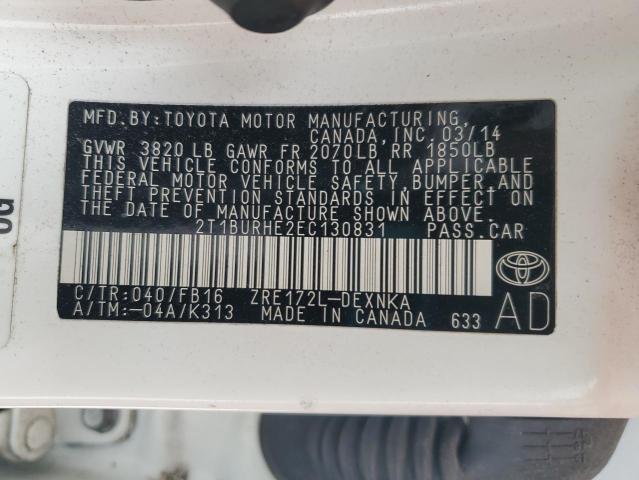 MFD. BY: TOYOTA MOTOR MANUFACTURING,
CANADA, INC. 03/14
GVWR 3820 LB GAWR FR 2070LB RR 1850LB
THIS VEHICLE CONFORMS TO ALL APPLICABLE
FEDERAL MOTOR VEHICLE SAFETY, BUMPER, AND
THEFT PREVENTION STANDARDS IN EFFECT ON
THE DATE OF MANUFACTURE SHOWN ABOVE.
2T1BURHE2EC130831 PASS. CAR
C/TR: 040/FB16 ZRE172L-DEXNKA
A/TM: -04A/K313 MADE IN CANADA 633
AD